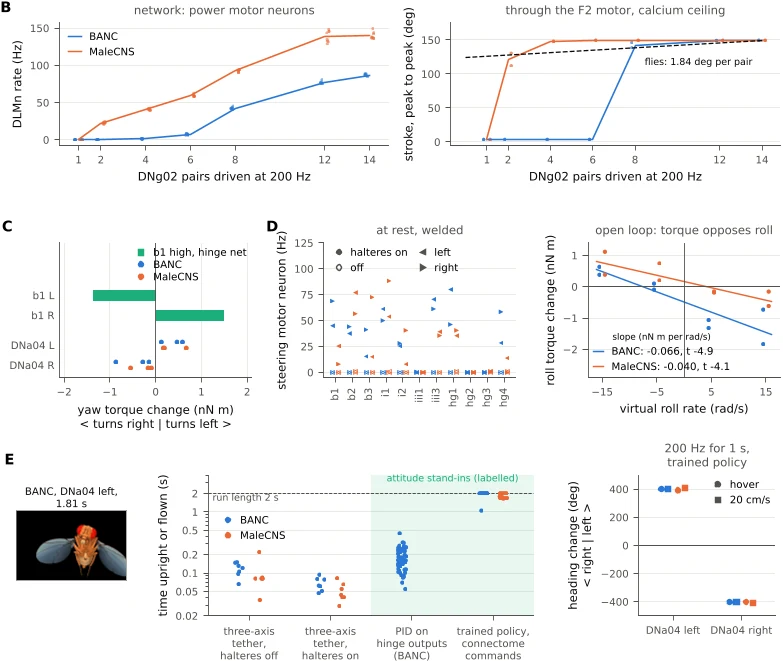 B
network: power motor neurons
DLMn rate (Hz)
150
100
50
0
BANC
MaleCNS
1 2 4 6 8 12 14
DNg02 pairs driven at 200 Hz
through the F2 motor, calcium ceiling
stroke, peak to peak (deg)
150
100
50
0
flies: 1.84 deg per pair
1 2 4 6 8 12 14
DNg02 pairs driven at 200 Hz
C
b1 high, hinge net
BANC
MaleCNS
b1 L
b1 R
DNa04 L
DNa04 R
−2 −1 0 1 2
yaw torque change (nN m)
< turns right | turns left >
D
at rest, welded
steering motor neuron (Hz)
125
100
75
50
25
0
halteres on
off
left
right
b1 b2 b3 i1 i2 iii1 iii3 hg1 hg2 hg3 hg4
open loop: torque opposes roll
roll torque change (nN m)
1
0
−1
−2
slope (nN m per rad/s)
BANC: -0.066, t -4.9
MaleCNS: -0.040, t -4.1
−15 −5 5 15
virtual roll rate (rad/s)
E
BANC, DNa04 left,
1.81 s
time upright or flown (s)
2
1
0.5
0.2
0.1
0.05
0.02
attitude stand-ins (labelled)
run length 2 s
BANC
MaleCNS
three-axis
tether,
halteres off
three-axis
tether,
halteres on
PID on
hinge outputs
(BANC)
trained policy,
connectome
commands
200 Hz for 1 s,
trained policy
heading change (deg)
< right | left >
400
200
0
−200
−400
hover
20 cm/s
DNa04 left DNa04 right